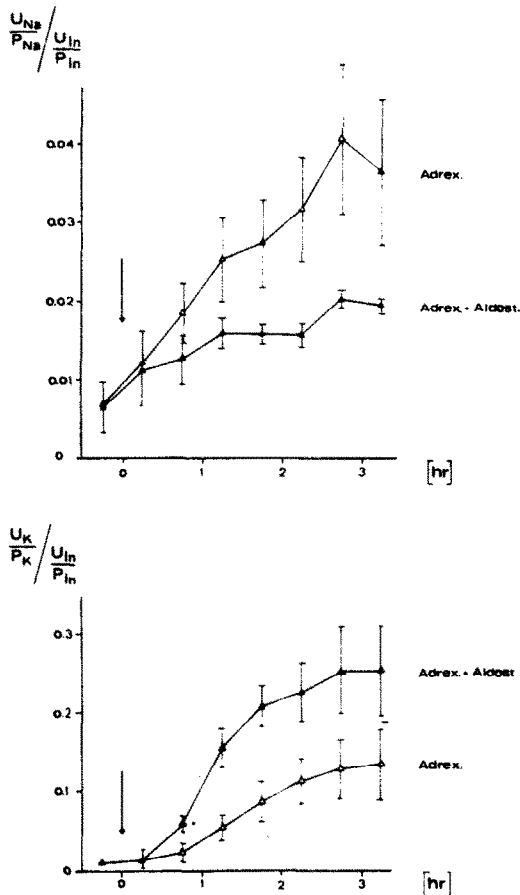 U_Na/P_Na / U_In/P_In
0.04
Adrex.
0.03
0.02
Adrex. - Aldost.
0.01
0
0 1 2 3 [hr]
U_K/P_K / U_In/P_In
0.3
Adrex. - Aldost
0.2
Adrex.
0.1
0
0 1 2 3 [hr]